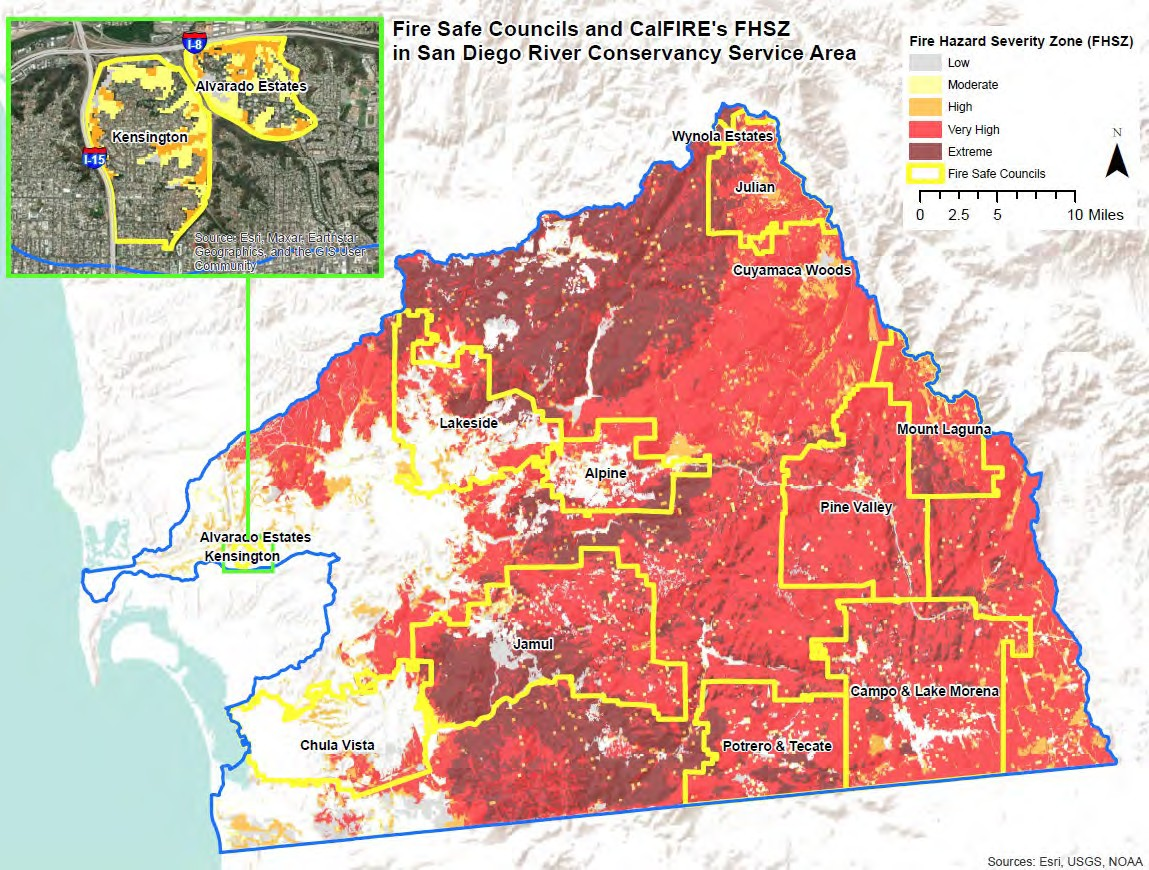 Fire Safe Councils and CalFIRE's FHSZ
in San Diego River Conservancy Service Area
Fire Hazard Severity Zone (FHSZ)
Low
Moderate
High
Very High
Extreme
Fire Safe Councils
N
0 2.5 5 10 Miles
I-8
Alvarado Estates
Kensington
I-15
Source: Esri, Maxar, Earthstar
Geographics, and the GIS User
Community
Wynola Estates
Julian
Cuyamaca Woods
Lakeside
Mount Laguna
Alpine
Pine Valley
Alvarado Estates
Kensington
Jamul
Campo & Lake Morena
Chula Vista
Potrero & Tecate
Sources: Esri, USGS, NOAA